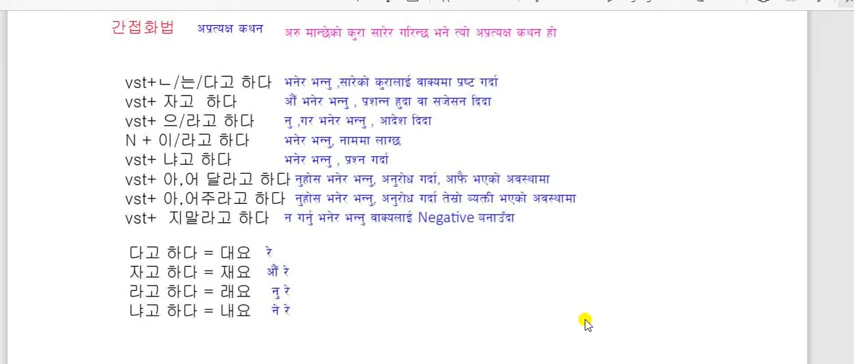 간접화법 अप्रत्यक्ष कथन अरु मान्छेको कुरा सारेर गरिन्छ भने त्यो अप्रत्यक्ष कथन हो
vst+ㄴ/는/다고 하다 भनेर भन्नु ,सारेको कुरालाई वाक्यमा प्रष्ट गर्दा
vst+ 자고 하다 औं भनेर भन्नु , प्रशन्न हुदा वा सजेसन दिदा
vst+ 으/라고 하다 नु ,गर भनेर भन्नु , आदेश दिदा
N + 이/라고 하다 भनेर भन्नु, नाममा लाग्छ
vst+ 냐고 하다 भनेर भन्नु , प्रश्न गर्दा
vst+ 아,어 달라고 하다 नुहोस भनेर भन्नु, अनुरोध गर्दा, आफै भएको अवस्थामा
vst+ 아,어주라고 하다 नुहोस भनेर भन्नु, अनुरोध गर्दा तेस्रो व्यक्ती भएको अवस्थामा
vst+ 지말라고 하다 न गर्नु भनेर भन्नु वाक्यलाई Negative बनाउँदा
다고 하다 = 대요 रे
자고 하다 = 재요 औं रे
라고 하다 = 래요 नु रे
냐고 하다 = 내요 ने रे